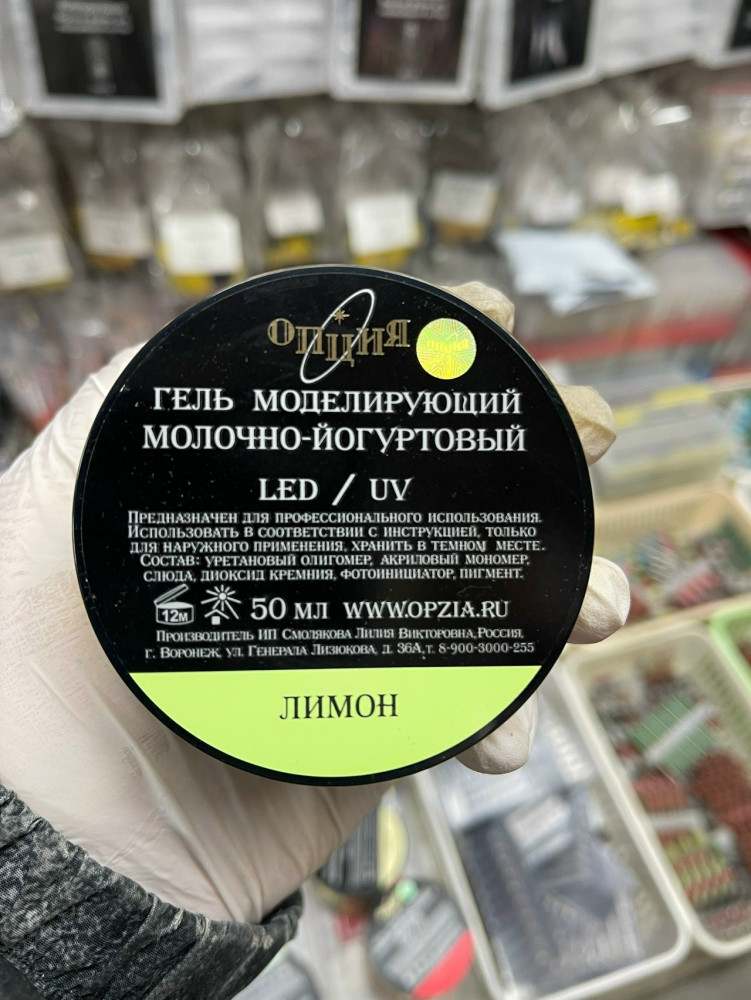 ОПЦИЯ
ОПЦИЯ
ГЕЛЬ МОДЕЛИРУЮЩИЙ
МОЛОЧНО-ЙОГУРТОВЫЙ
LED / UV
ПРЕДНАЗНАЧЕН ДЛЯ ПРОФЕССИОНАЛЬНОГО ИСПОЛЬЗОВАНИЯ.
ИСПОЛЬЗОВАТЬ В СООТВЕТСТВИИ С ИНСТРУКЦИЕЙ, ТОЛЬКО
ДЛЯ НАРУЖНОГО ПРИМЕНЕНИЯ, ХРАНИТЬ В ТЕМНОМ МЕСТЕ.
СОСТАВ: УРЕТАНОВЫЙ ОЛИГОМЕР, АКРИЛОВЫЙ МОНОМЕР,
СЛЮДА, ДИОКСИД КРЕМНИЯ, ФОТОИНИЦИАТОР, ПИГМЕНТ.
12М 50 МЛ WWW.OPZIA.RU
ПРОИЗВОДИТЕЛЬ ИП СМОЛЯКОВА ЛИЛИЯ ВИКТОРОВНА,РОССИЯ,
Г. ВОРОНЕЖ, УЛ. ГЕНЕРАЛА ЛИЗЮКОВА, Д. 36А,Т. 8-900-3000-255
ЛИМОН